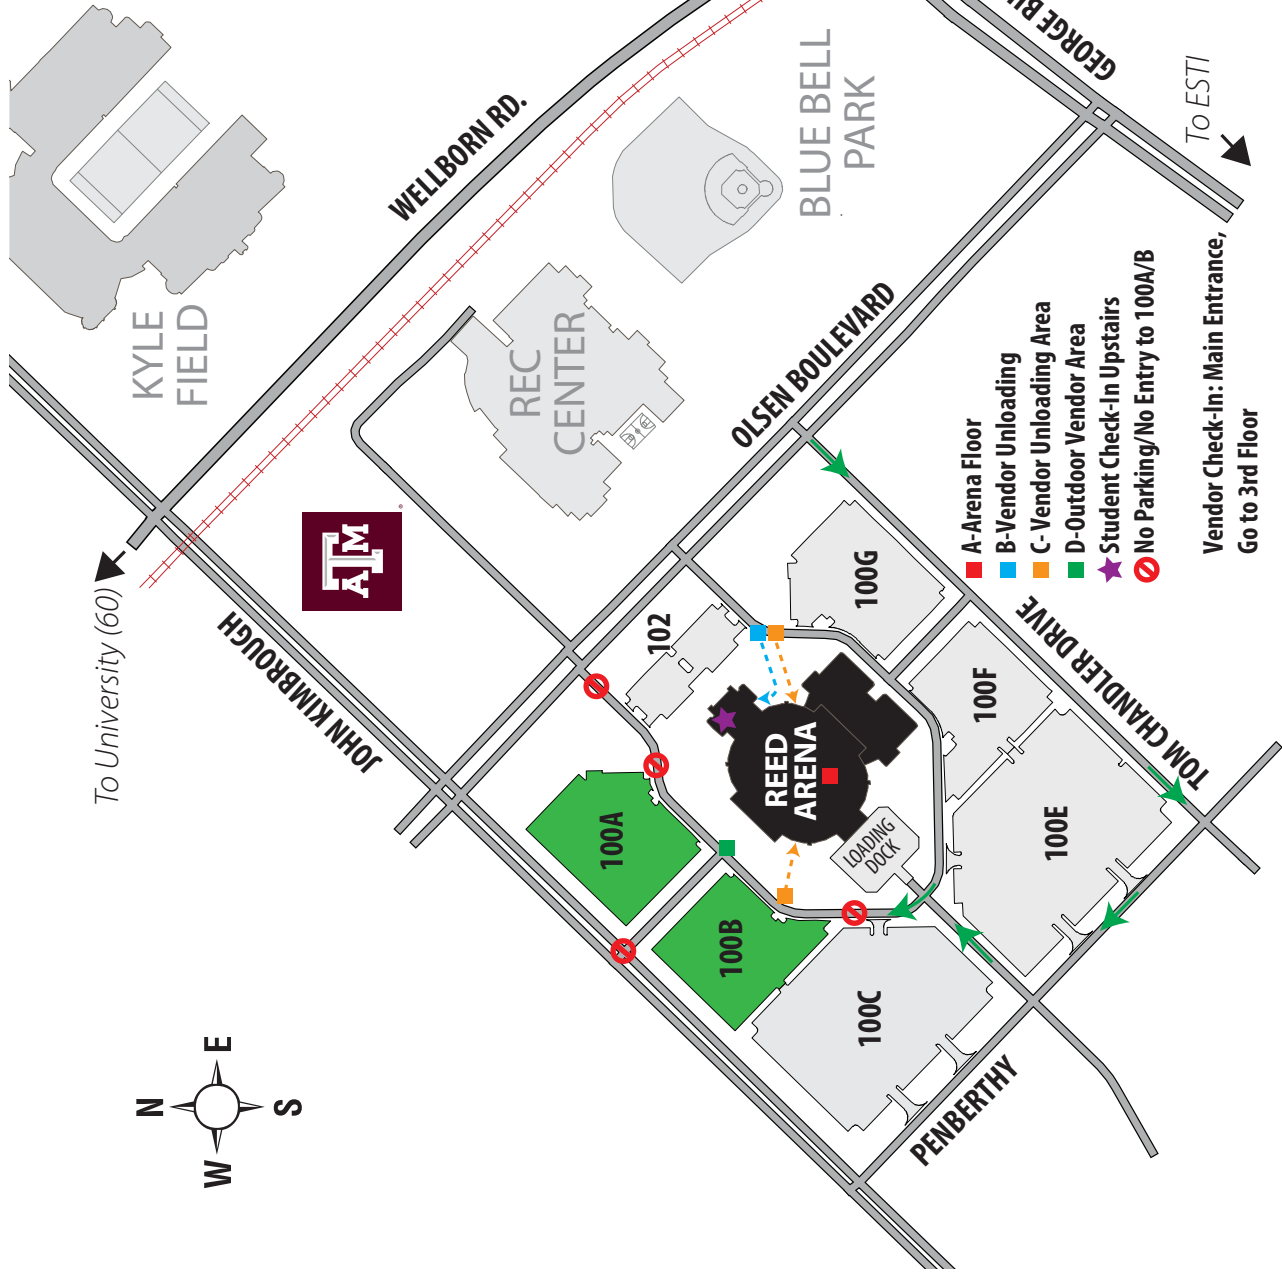 To University (60)
KYLE
FIELD
WELLBORN RD.
JOHN KIMBROUGH
ATM
REC
CENTER
BLUE BELL
PARK
GEORGE
To ESTI
OLSEN BOULEVARD
N
W
E
S
102
100A
100B
100C
REED
ARENA
LOADING
DOCK
100G
100F
100E
TOM CHANDLER DRIVE
PENBERTHY
A-Arena Floor
B-Vendor Unloading
C- Vendor Unloading Area
D-Outdoor Vendor Area
Student Check-In Upstairs
No Parking/No Entry to 100A/B
Vendor Check-In: Main Entrance,
Go to 3rd Floor